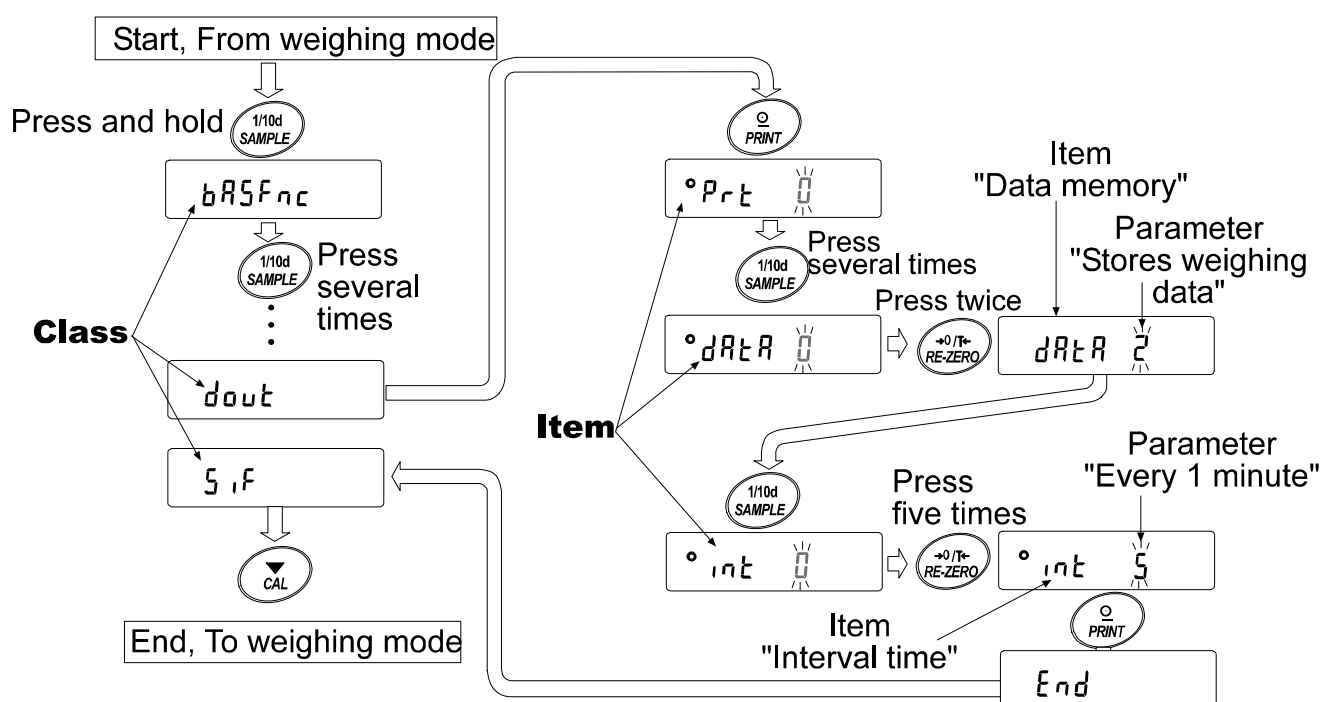 Start, From weighing mode
Press and hold
1/10d
SAMPLE
bASFnc
1/10d
SAMPLE
Press
several
times
Class
dout
SiF
CAL
End, To weighing mode
PRINT
Prt 0
1/10d
SAMPLE
Press
several times
dAtA 0
Press twice
→0/T←
RE-ZERO
Item
"Data memory"
Parameter
"Stores weighing
data"
dAtA 2
Item
1/10d
SAMPLE
int 0
Press
five times
→0/T←
RE-ZERO
Parameter
"Every 1 minute"
int 5
Item
"Interval time"
PRINT
End